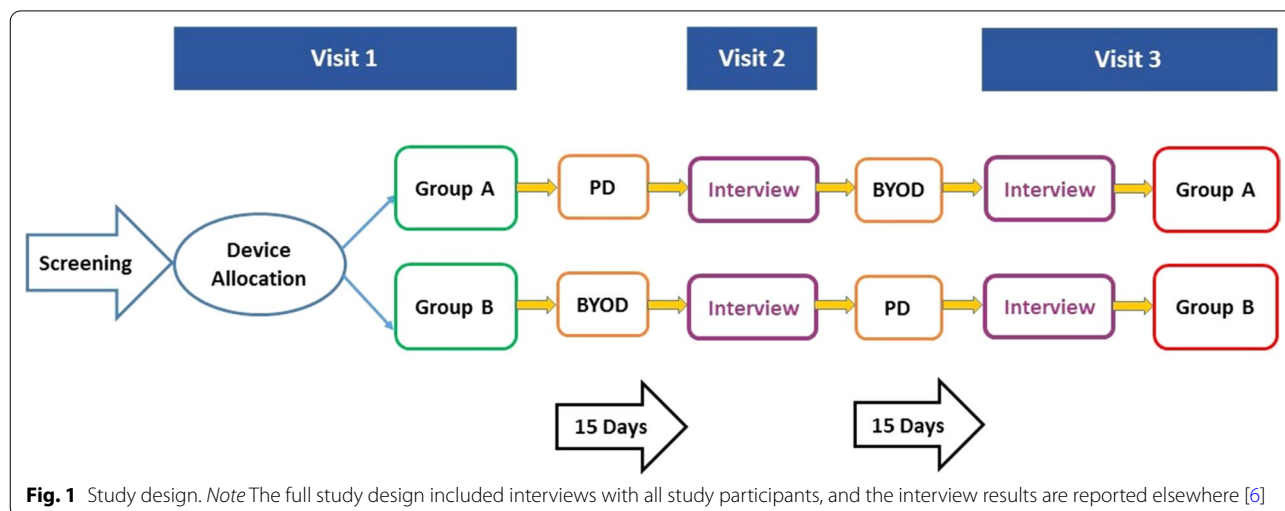 Visit 1
Visit 2
Visit 3
Screening
Device
Allocation
Group A
PD
Interview
BYOD
Interview
Group A
Group B
BYOD
Interview
PD
Interview
Group B
15 Days
15 Days
Fig. 1 Study design. Note The full study design included interviews with all study participants, and the interview results are reported elsewhere [6]